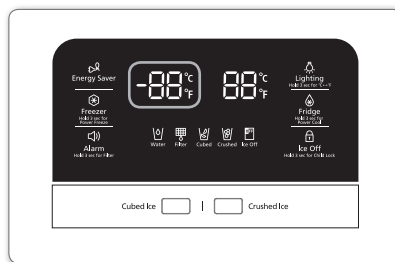 Energy Saver
-88°C °F
88°C °F
Lighting
Hold 3 sec for °C↔°F
Freezer
Hold 3 sec for
Power Freeze
Fridge
Hold 3 sec for
Power Cool
Alarm
Hold 3 sec for Filter
Water Filter Cubed Crushed Ice Off
Ice Off
Hold 3 sec for Child Lock
Cubed Ice | Crushed Ice